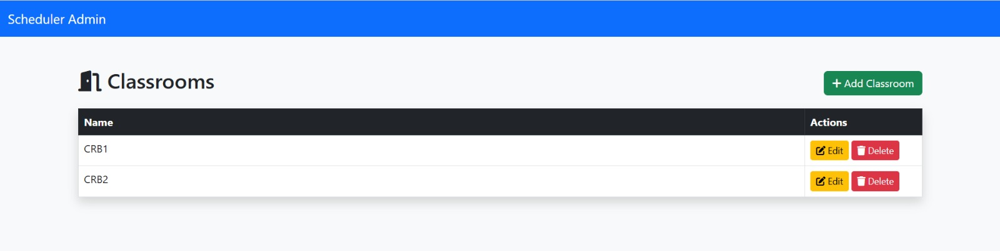 Scheduler Admin
Classrooms
Add Classroom
Name Actions
CRB1 Edit Delete
CRB2 Edit Delete